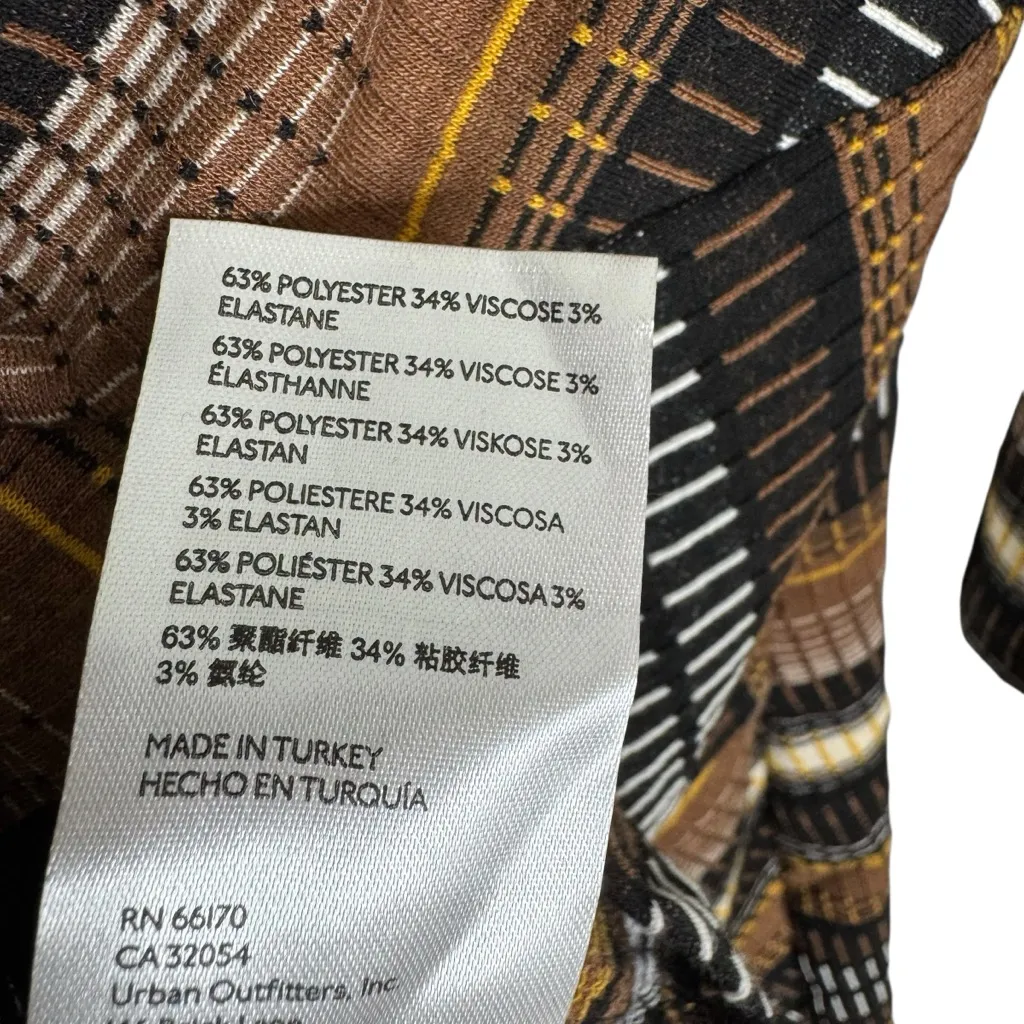 63% POLYESTER 34% VISCOSE 3%
ELASTANE
63% POLYESTER 34% VISCOSE 3%
ÉLASTHANNE
63% POLYESTER 34% VISKOSE 3%
ELASTAN
63% POLIESTERE 34% VISCOSA
3% ELASTAN
63% POLIÉSTER 34% VISCOSA 3%
ELASTANE
63% 聚酯纤维 34% 粘胶纤维
3% 氨纶
MADE IN TURKEY
HECHO EN TURQUÍA
RN 66170
CA 32054
Urban Outfitters, Inc